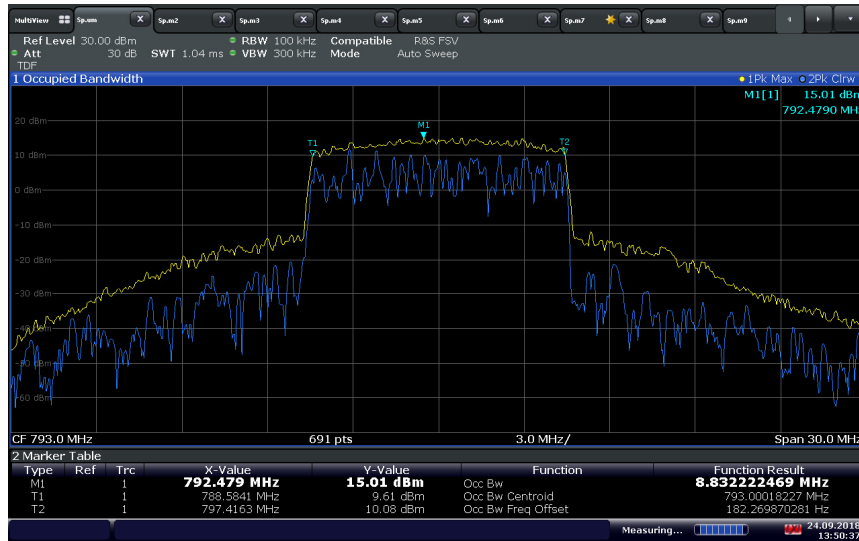 MultiView Sp.um X Sp.m2 X Sp.m3 X Sp.m4 X Sp.m5 X Sp.m6 X Sp.m7 X Sp.m8 X Sp.m9
Ref Level 30.00 dBm RBW 100 kHz Compatible R&S FSV
Att 30 dB SWT 1.04 ms VBW 300 kHz Mode Auto Sweep
TDF
1 Occupied Bandwidth 1Pk Max 2Pk Clrw
M1[1] 15.01 dBm
792.4790 MHz
20 dBm
M1
T1 T2
10 dBm
0 dBm
-10 dBm
-20 dBm
-30 dBm
-40 dBm
-50 dBm
-60 dBm
CF 793.0 MHz 691 pts 3.0 MHz/ Span 30.0 MHz
2 Marker Table
Type Ref Trc X-Value Y-Value Function Function Result
M1 1 792.479 MHz 15.01 dBm Occ Bw 8.832222469 MHz
T1 1 788.5841 MHz 9.61 dBm Occ Bw Centroid 793.00018227 MHz
T2 1 797.4163 MHz 10.08 dBm Occ Bw Freq Offset 182.269870281 Hz
Measuring... 24.09.2018
13:50:37